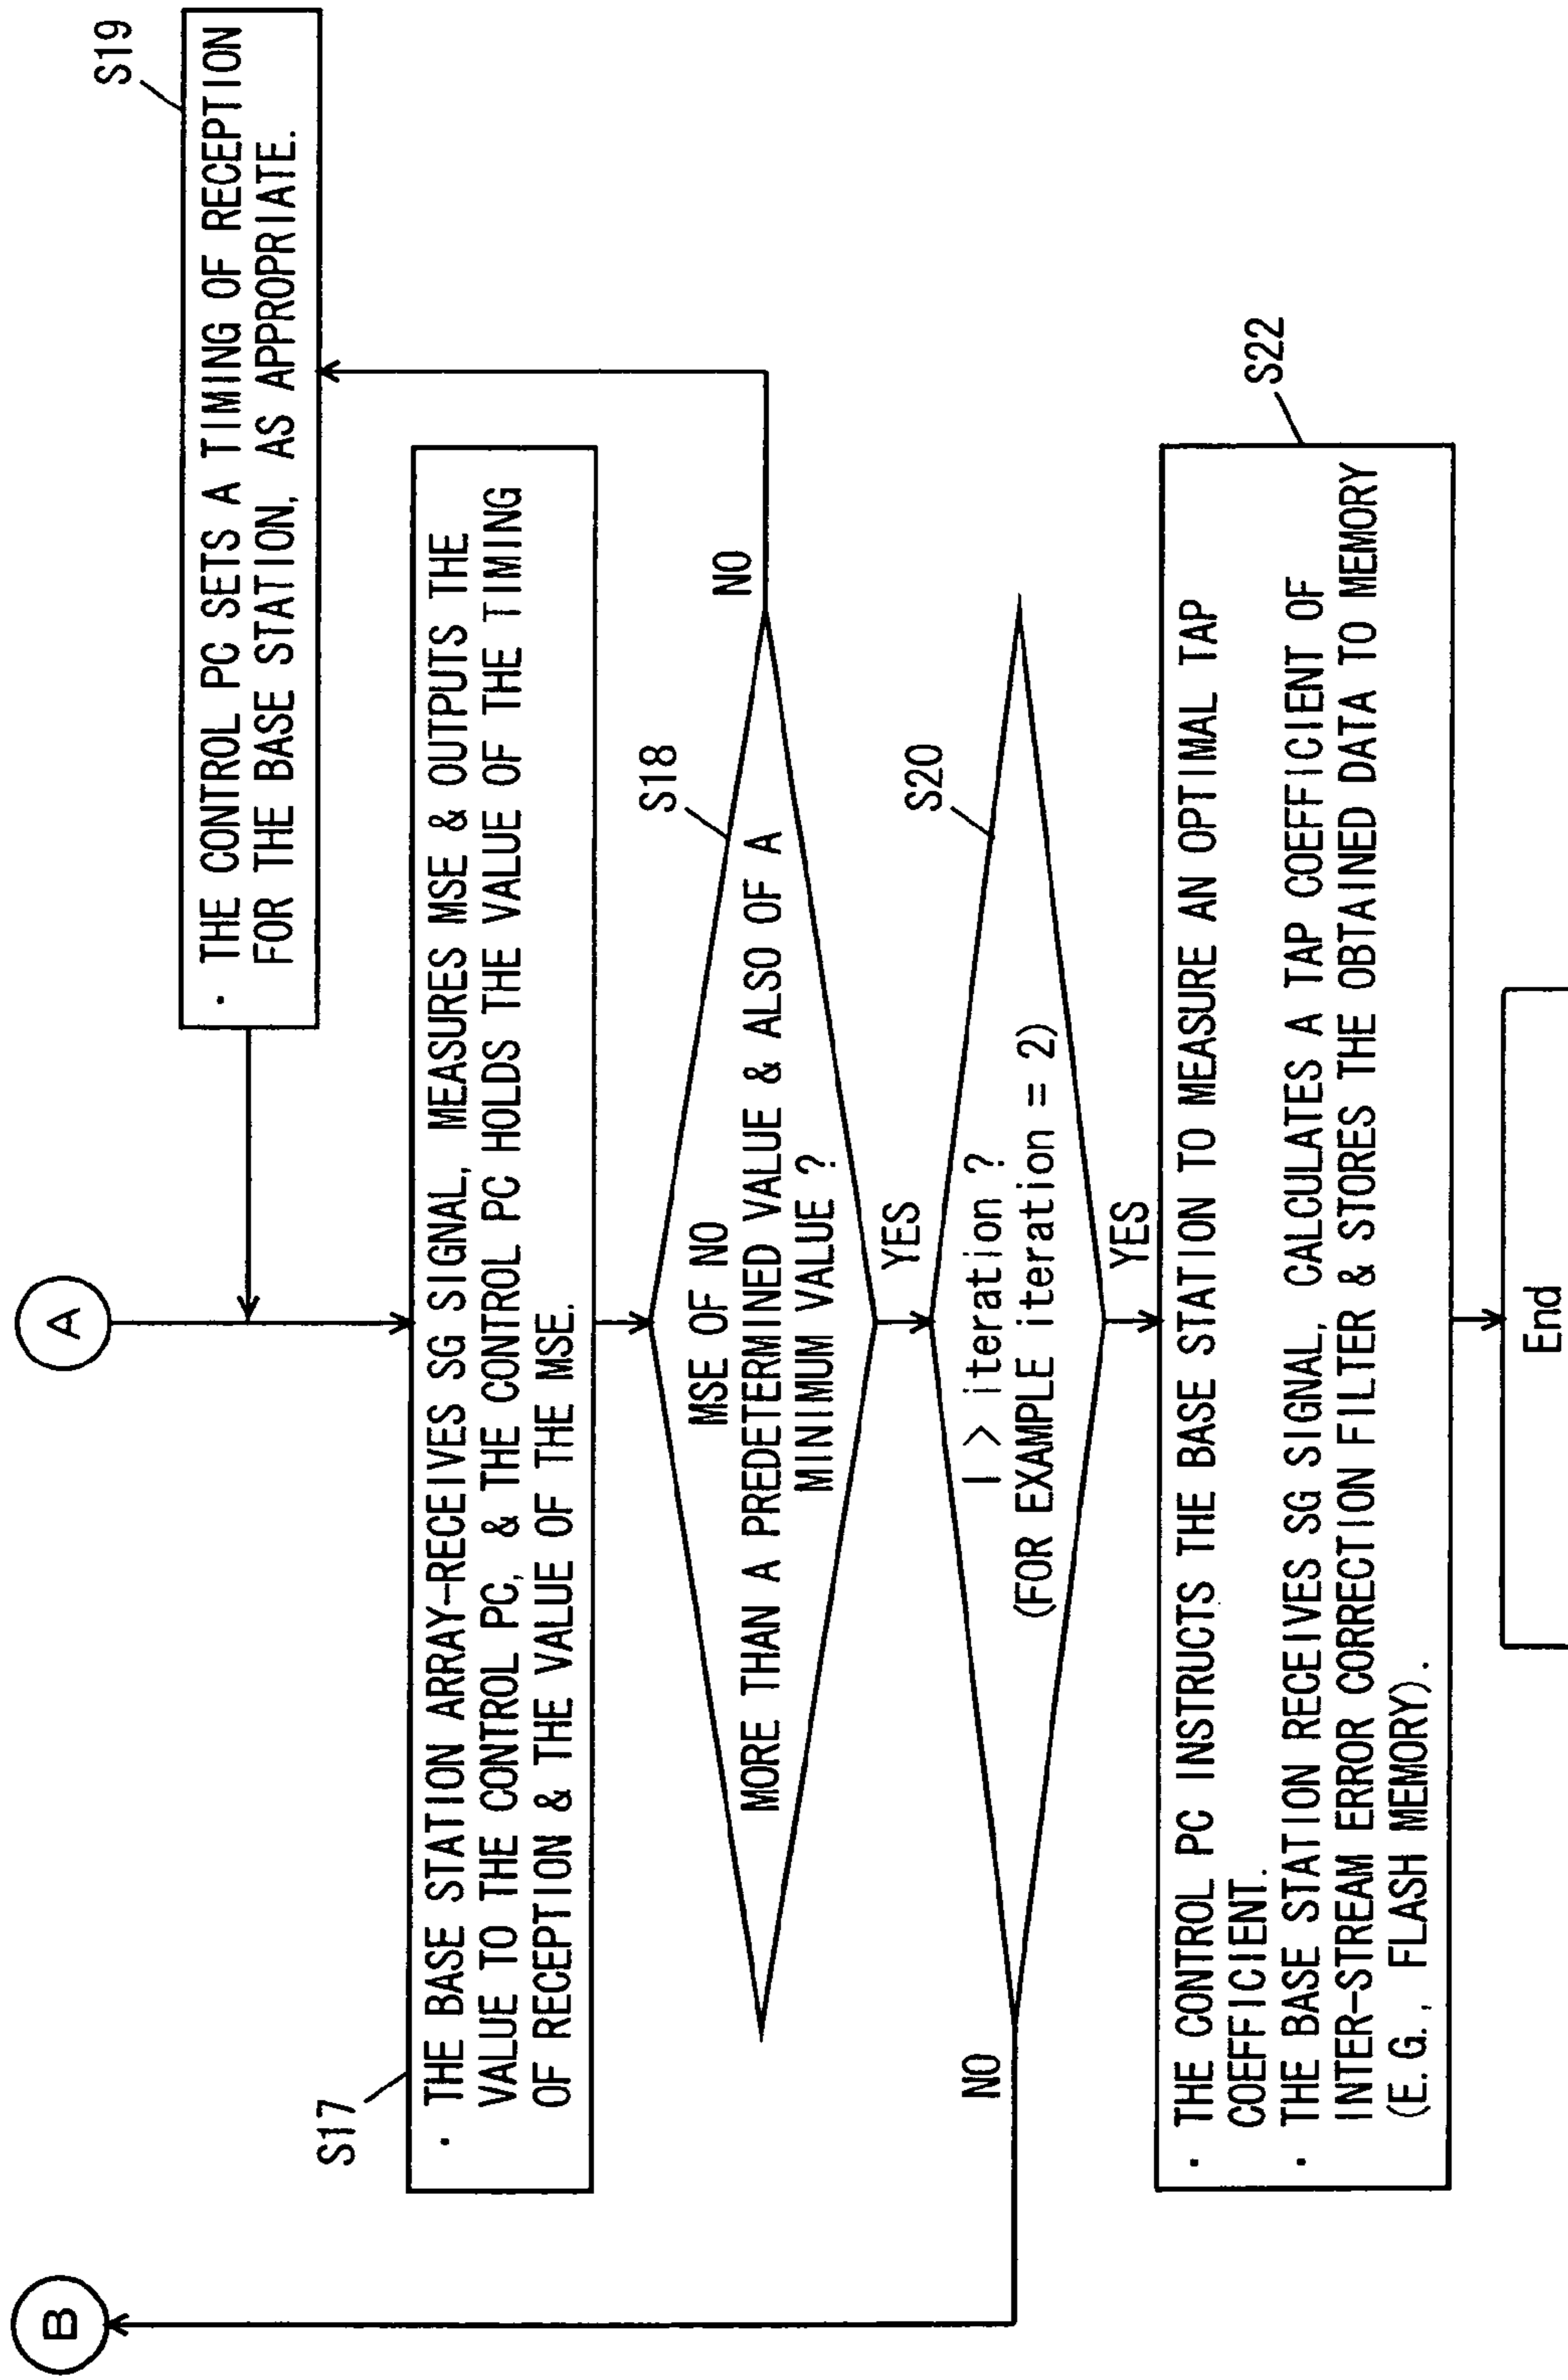 A
S19
· THE CONTROL PC SETS A TIMING OF RECEPTION
FOR THE BASE STATION, AS APPROPRIATE.
S17
· THE BASE STATION ARRAY-RECEIVES SG SIGNAL, MEASURES MSE & OUTPUTS THE
VALUE TO THE CONTROL PC, & THE CONTROL PC HOLDS THE VALUE OF THE TIMING
OF RECEPTION & THE VALUE OF THE MSE.
S18
MSE OF NO
MORE THAN A PREDETERMINED VALUE & ALSO OF A
MINIMUM VALUE ?
NO
YES
S20
I > iteration ?
(FOR EXAMPLE iteration = 2)
NO
B
YES
S22
· THE CONTROL PC INSTRUCTS THE BASE STATION TO MEASURE AN OPTIMAL TAP
COEFFICIENT.
· THE BASE STATION RECEIVES SG SIGNAL, CALCULATES A TAP COEFFICIENT OF
INTER-STREAM ERROR CORRECTION FILTER & STORES THE OBTAINED DATA TO MEMORY
(E.G., FLASH MEMORY).
End